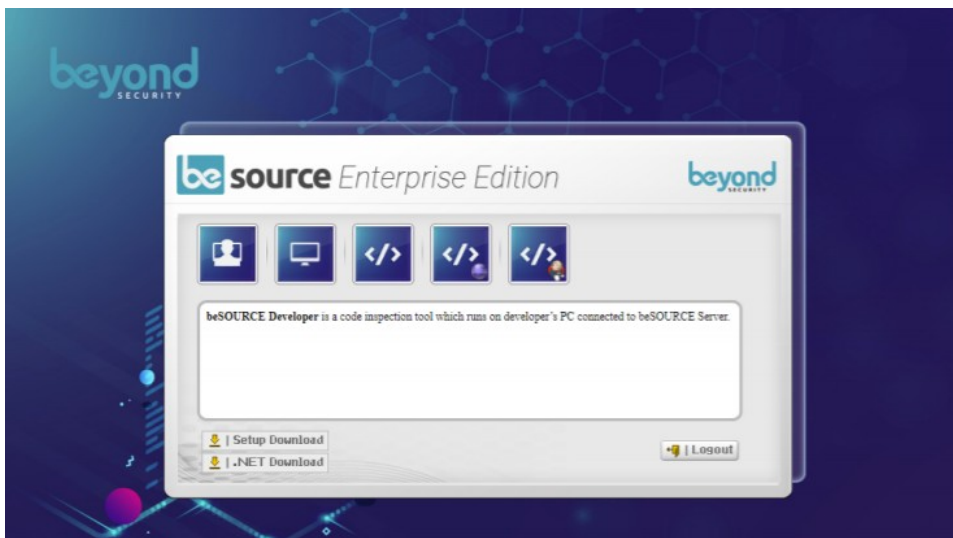 beyond
SECURITY
be source Enterprise Edition
beyond
SECURITY
</>
</>
</>
beSOURCE Developer is a code inspection tool which runs on developer's PC connected to beSOURCE Server.
| Setup Download
| .NET Download
| Logout